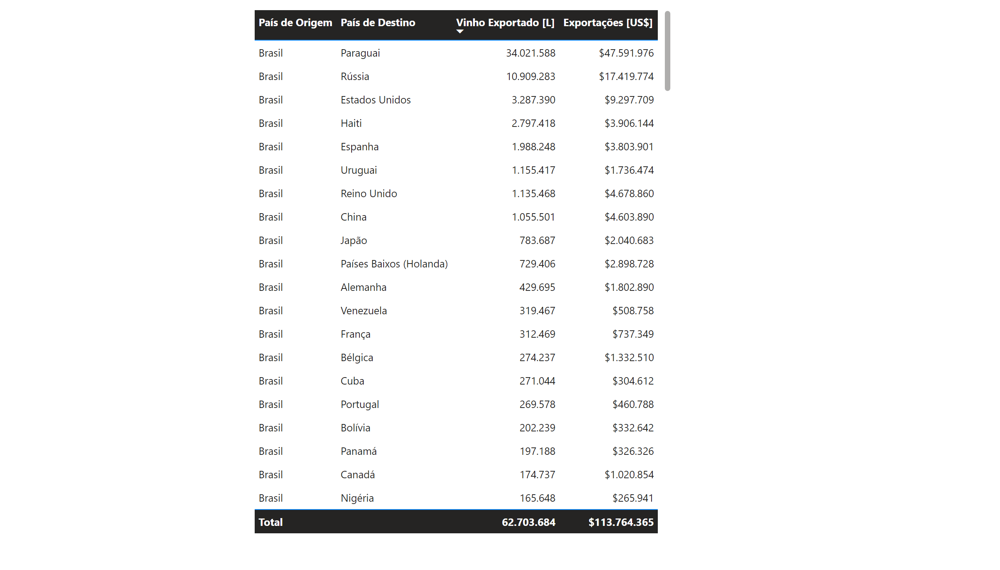 País de Origem País de Destino Vinho Exportado [L] Exportações [US$]
Brasil Paraguai 34.021.588 $47.591.976
Brasil Rússia 10.909.283 $17.419.774
Brasil Estados Unidos 3.287.390 $9.297.709
Brasil Haiti 2.797.418 $3.906.144
Brasil Espanha 1.988.248 $3.803.901
Brasil Uruguai 1.155.417 $1.736.474
Brasil Reino Unido 1.135.468 $4.678.860
Brasil China 1.055.501 $4.603.890
Brasil Japão 783.687 $2.040.683
Brasil Países Baixos (Holanda) 729.406 $2.898.728
Brasil Alemanha 429.695 $1.802.890
Brasil Venezuela 319.467 $508.758
Brasil França 312.469 $737.349
Brasil Bélgica 274.237 $1.332.510
Brasil Cuba 271.044 $304.612
Brasil Portugal 269.578 $460.788
Brasil Bolívia 202.239 $332.642
Brasil Panamá 197.188 $326.326
Brasil Canadá 174.737 $1.020.854
Brasil Nigéria 165.648 $265.941
Total 62.703.684 $113.764.365